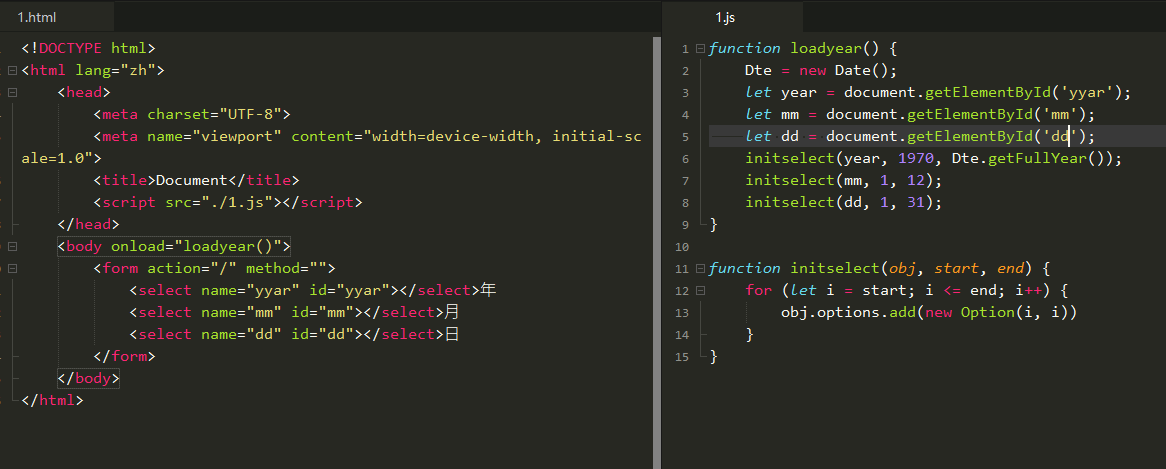 1.html
<!DOCTYPE html>
<html lang="zh">
<head>
<meta charset="UTF-8">
<meta name="viewport" content="width=device-width, initial-sc
ale=1.0">
<title>Document</title>
<script src="./1.js"></script>
</head>
<body onload="loadyear()">
<form action="/" method="">
<select name="yyar" id="yyar"></select>年
<select name="mm" id="mm"></select>月
<select name="dd" id="dd"></select>日
</form>
</body>
</html>
1.js
1 function loadyear() {
2 Dte = new Date();
3 let year = document.getElementById('yyar');
4 let mm = document.getElementById('mm');
5 let dd = document.getElementById('dd');
6 initselect(year, 1970, Dte.getFullYear());
7 initselect(mm, 1, 12);
8 initselect(dd, 1, 31);
9 }
10
11 function initselect(obj, start, end) {
12 for (let i = start; i <= end; i++) {
13 obj.options.add(new Option(i, i))
14 }
15 }